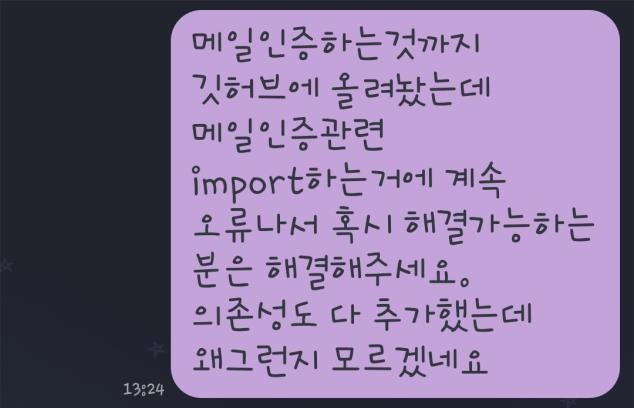 메일인증하는것까지
깃허브에 올려놨는데
메일인증관련
import하는거에 계속
오류나서 혹시 해결가능하는
분은 해결해주세요.
의존성도 다 추가했는데
왜그런지 모르겠네요
13:24